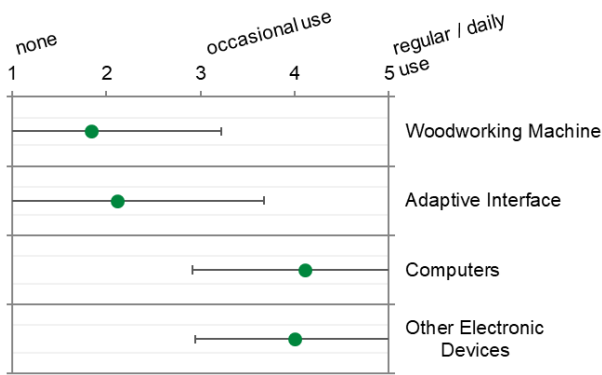 none
occasional use
regular / daily
use
1 2 3 4 5
Woodworking Machine
Adaptive Interface
Computers
Other Electronic
Devices